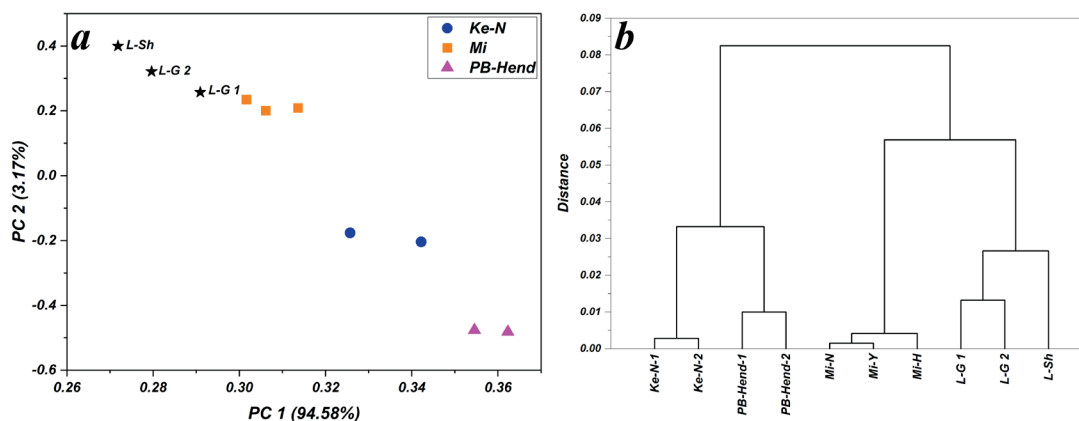 a
L-Sh
L-G 2
L-G 1
Ke-N
Mi
PB-Hend
0.4
0.2
0.0
-0.2
-0.4
-0.6
PC 2 (3.17%)
0.26 0.28 0.30 0.32 0.34 0.36
PC 1 (94.58%)
b
0.09
0.08
0.07
0.06
0.05
0.04
0.03
0.02
0.01
0.00
Distance
Ke-N-1
Ke-N-2
PB-Hend-1
PB-Hend-2
Mi-N
Mi-Y
Mi-H
L-G 1
L-G 2
L-Sh